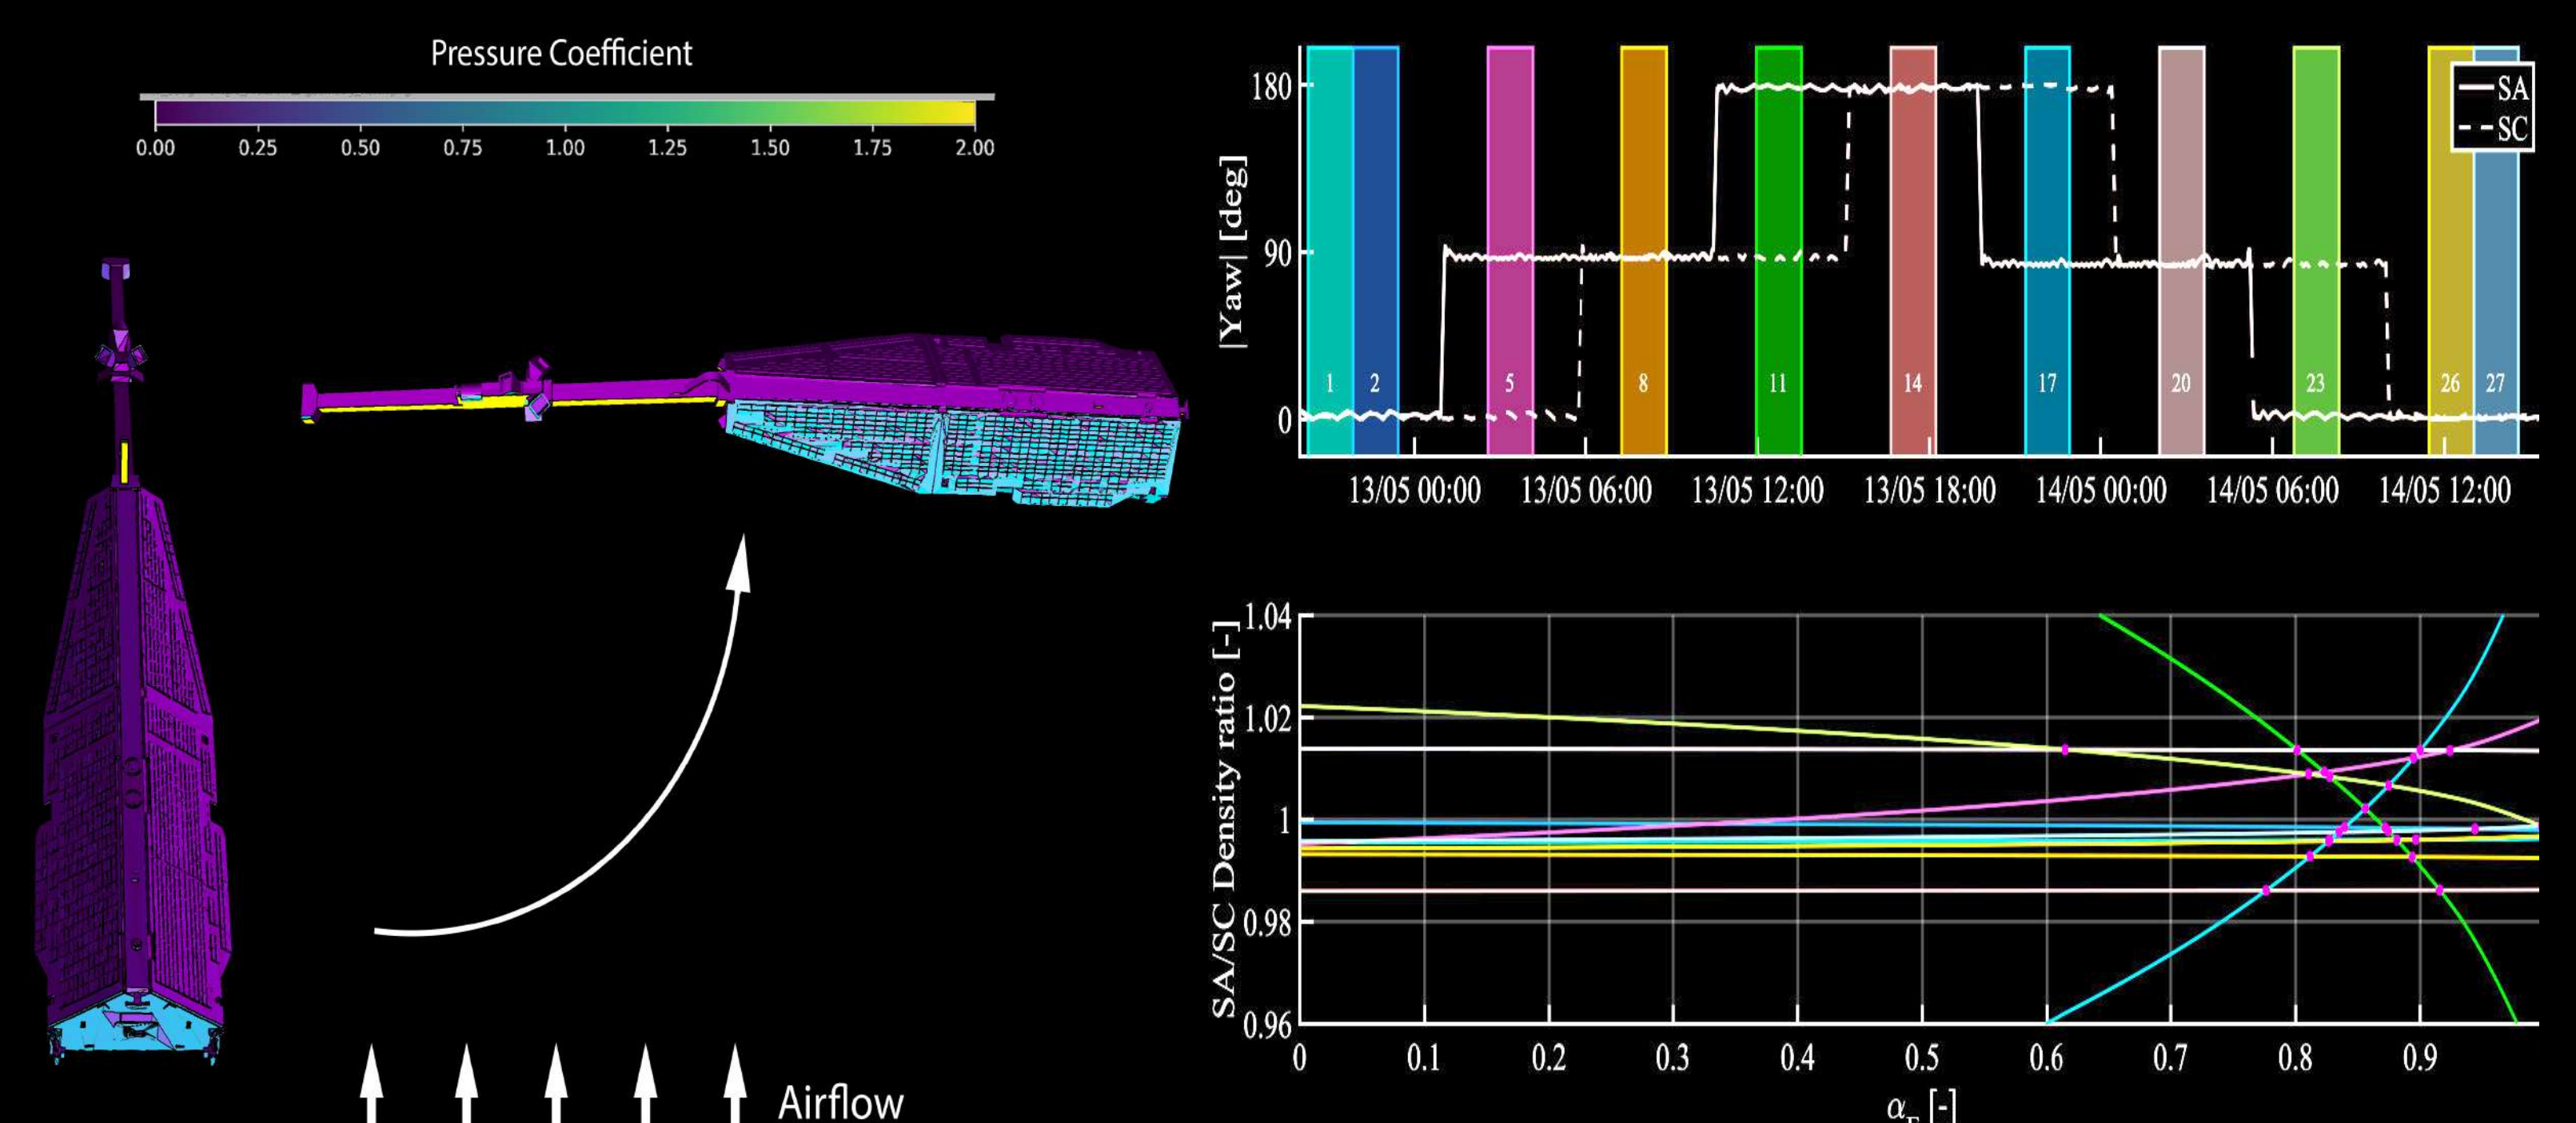 Pressure Coefficient
0.00 0.25 0.50 0.75 1.00 1.25 1.50 1.75 2.00
Airflow
|Yaw| [deg]
180
90
0
1 2 5 8 11 14 17 20 23 26 27
SA
SC
13/05 00:00 13/05 06:00 13/05 12:00 13/05 18:00 14/05 00:00 14/05 06:00 14/05 12:00
SA/SC Density ratio [-]
1.04
1.02
1
0.98
0.96
0 0.1 0.2 0.3 0.4 0.5 0.6 0.7 0.8 0.9
α_E [-]